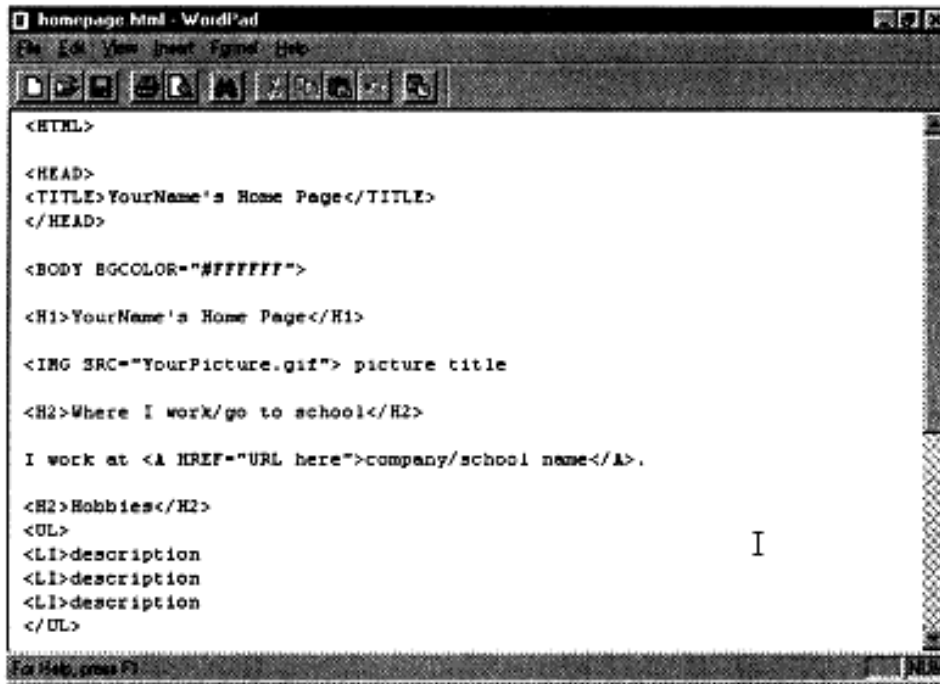 homepage.html - WordPad
File Edit View Insert Format Help
<HTML>
<HEAD>
<TITLE>YourName's Home Page</TITLE>
</HEAD>
<BODY BGCOLOR="#FFFFFF">
<H1>YourName's Home Page</H1>
<IMG SRC="YourPicture.gif"> picture title
<H2>Where I work/go to school</H2>
I work at <A HREF="URL here">company/school name</A>.
<H2>Hobbies</H2>
<UL>
<LI>description
<LI>description
<LI>description
</UL>
For Help, press F1
NUM